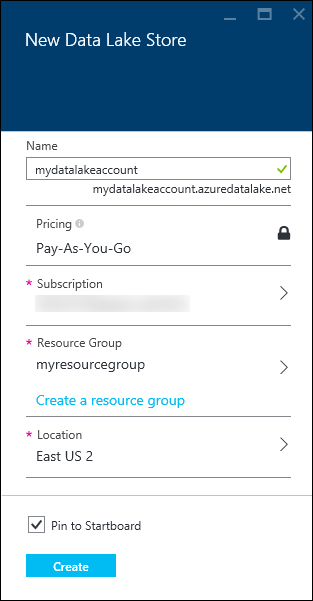 New Data Lake Store
Name
mydatalakeaccount
mydatalakeaccount.azuredatalake.net
Pricing
Pay-As-You-Go
* Subscription
* Resource Group
myresourcegroup
Create a resource group
* Location
East US 2
Pin to Startboard
Create